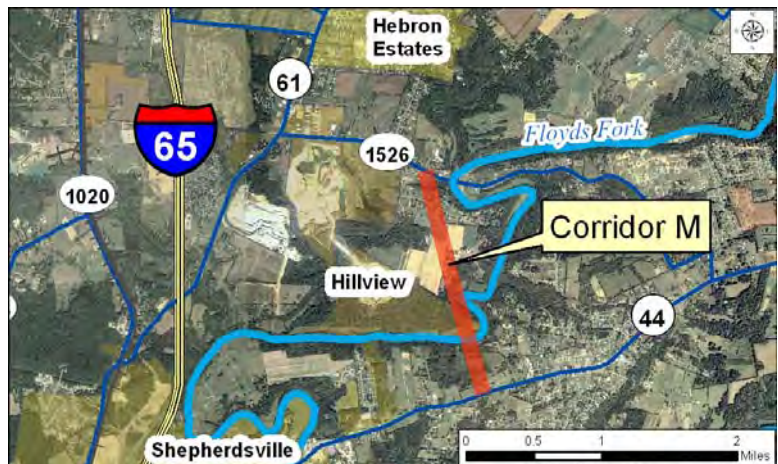 Hebron
Estates
61
65
1526
Floyds Fork
1020
Corridor M
Hillview
44
Shepherdsville
0 0.5 1 2
Miles